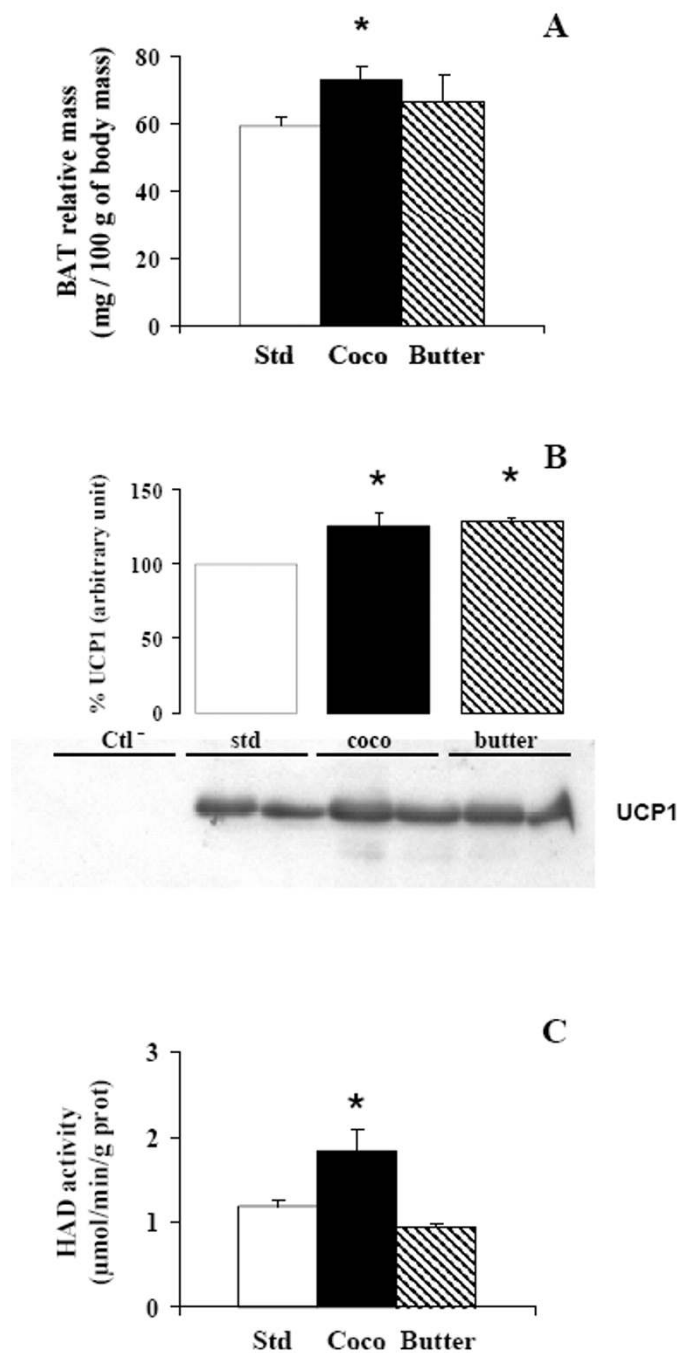 A
*
BAT relative mass
(mg / 100 g of body mass)
80
60
40
20
0
Std Coco Butter
B
* *
% UCP1 (arbitrary unit)
150
100
50
0
Ctl⁻ std coco butter
UCP1
C
*
HAD activity
(µmol/min/g prot)
3
2
1
0
Std Coco Butter